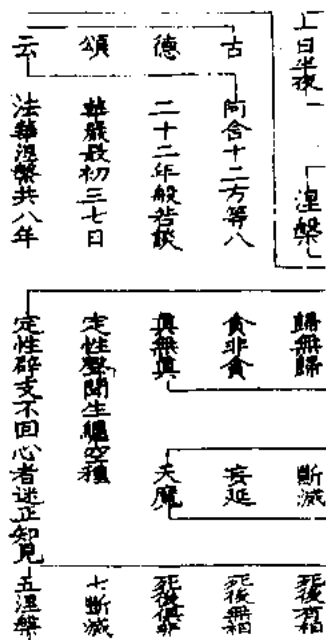 上日半夜
涅槃
古德頌云
阿含十二方等八
二十二年般若談
華嚴最初三七日
法華涅槃共八年
歸無歸
貪非貪
眞無眞
定性聲聞生纏空種
定性辟支不回心者迷正知見
斷滅
妄延
天魔
死後有相
死後無相
死後俱非
七斷滅
五涅槃